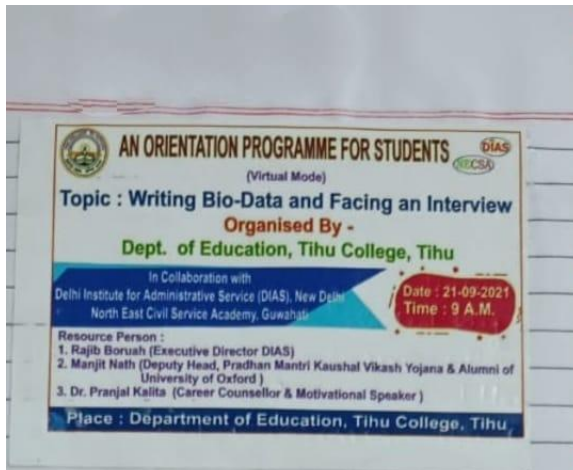 AN ORIENTATION PROGRAMME FOR STUDENTS
DIAS
NECSA
(Virtual Mode)
Topic : Writing Bio-Data and Facing an Interview
Organised By -
Dept. of Education, Tihu College, Tihu
In Collaboration with
Delhi Institute for Administrative Service (DIAS), New Delhi
North East Civil Service Academy, Guwahati
Date : 21-09-2021
Time : 9 A.M.
Resource Person :
1. Rajib Boruah (Executive Director DIAS)
2. Manjit Nath (Deputy Head, Pradhan Mantri Kaushal Vikash Yojana & Alumni of
University of Oxford )
3. Dr. Pranjal Kalita (Career Counsellor & Motivational Speaker )
Place : Department of Education, Tihu College, Tihu